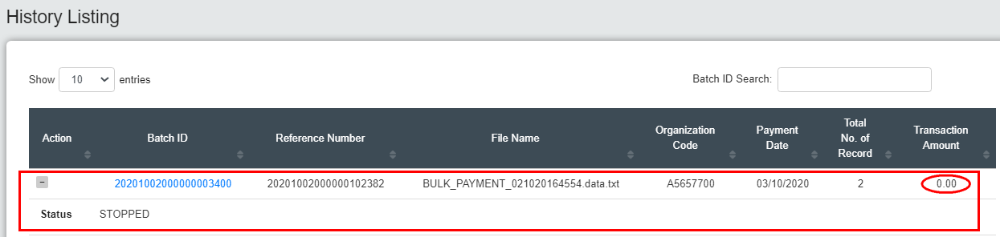 History Listing
Show 10 entries
Batch ID Search:
Action Batch ID Reference Number File Name Organization Code Payment Date Total No. of Record Transaction Amount
20201002000000003400 20201002000000102382 BULK_PAYMENT_021020164554.data.txt A5657700 03/10/2020 2 0.00
Status STOPPED